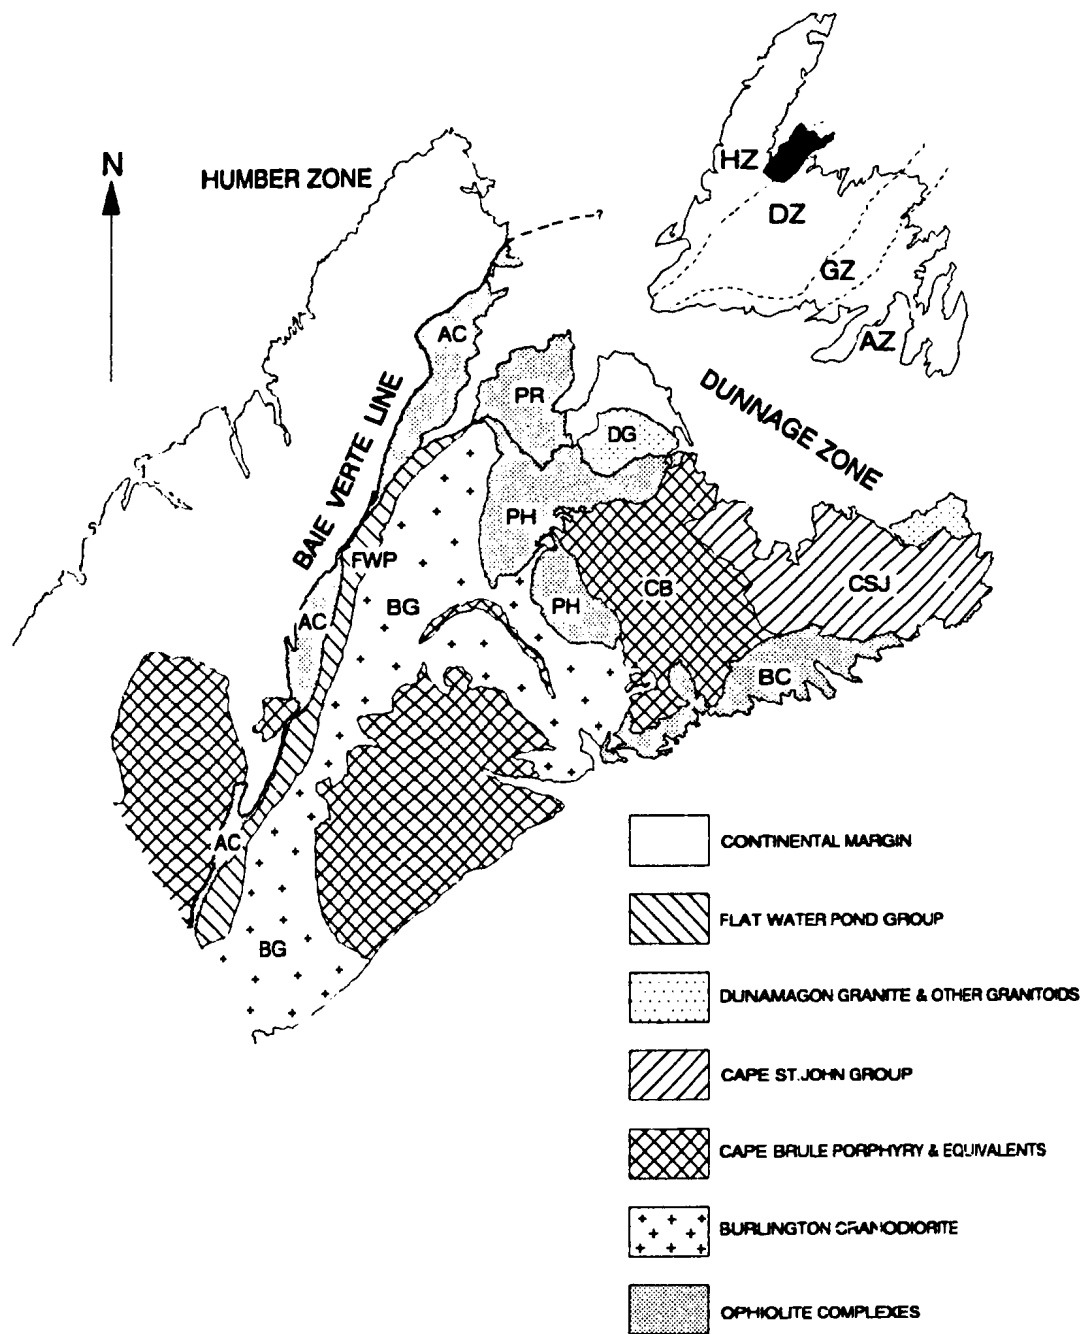 N
HUMBER ZONE
HZ
DZ
GZ
AZ
?
AC
BAIE VERTE LINE
PR
DG
DUNNAGE ZONE
PH
FWP
BG
PH
CB
CSJ
AC
BC
AC
BG
CONTINENTAL MARGIN
FLAT WATER POND GROUP
DUNAMAGON GRANITE & OTHER GRANITOIDS
CAPE ST.JOHN GROUP
CAPE BRULE PORPHYRY & EQUIVALENTS
BURLINGTON GRANODIORITE
OPHIOLITE COMPLEXES